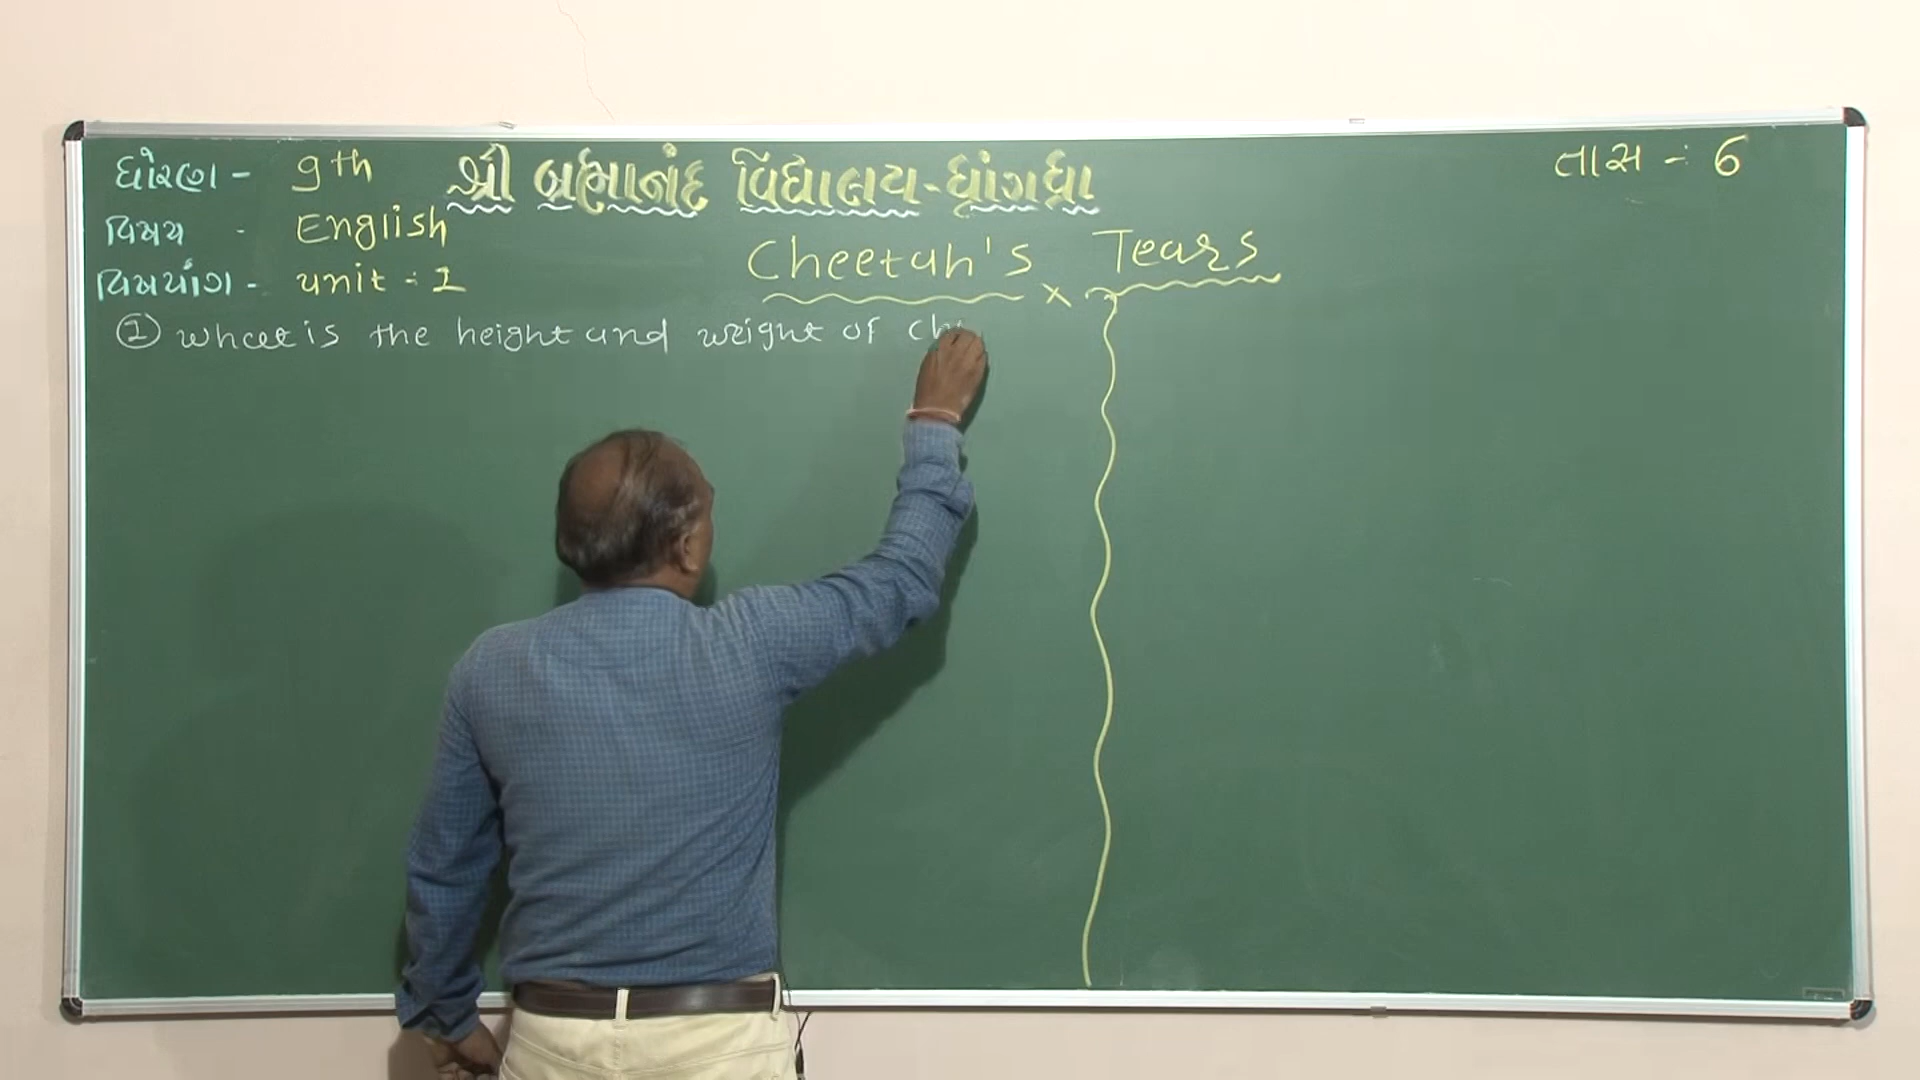 ધોરણ - 9th
શ્રી બ્રહ્માનંદ વિદ્યાલય - ધ્રાંગધ્રા
તાસ - 6
વિષય - English
Cheetah's Tears
વિષયાંગ - unit : 1
① what is the height and weight of ch